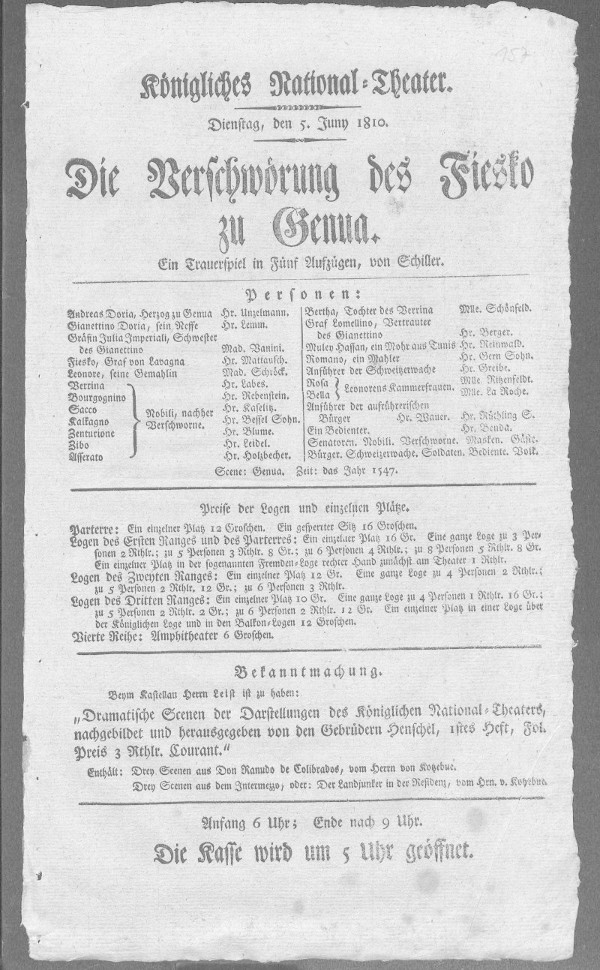 157
Königliches National-Theater.
Dienstag, den 5. Juny 1810.
Die Verschwörung des Fiesko
zu Genua.
Ein Trauerspiel in Fünf Aufzügen, von Schiller.
Personen:
Andreas Doria, Herzog zu Genua Hr. Unzelmann.
Gianettino Doria, sein Neffe Hr. Lemm.
Gräfin Julia Imperiali, Schwester
des Gianettino Mad. Vanini.
Fiesko, Graf von Lavagna Hr. Mattausch.
Leonore, seine Gemahlin Mad. Schröck.
Verrina Hr. Labes.
Bourgognino Hr. Rebenstein.
Sacco Hr. Kaselitz.
Kalkagno Hr. Bessel Sohn.
Zenturione Hr. Blume.
Zibo Hr. Leidel.
Asserato Hr. Holzbecher.
Nobili, nachher
Verschworne.
Bertha, Tochter des Verrina Mlle. Schönfeld.
Graf Lomellino, Vertrauter
des Gianettino Hr. Berger.
Muley Hassan, ein Mohr aus Tunis Hr. Reinwald.
Romano, ein Mahler Hr. Gern Sohn.
Anführer der Schweitzerwache Hr. Greibe.
Rosa Mlle. Ritzenfeldt.
Bella Mlle. La Roche.
Leonorens Kammerfrauen.
Anführer der aufrührerischen
Bürger Hr. Wauer. Hr. Rüthling S.
Ein Bedienter. Hr. Benda.
Senatoren. Nobili. Verschworne. Masken. Gäste.
Bürger. Schweizerwache. Soldaten. Bediente. Volk.
Scene: Genua. Zeit: das Jahr 1547.
Preise der Logen und einzelnen Plätze.
Parterre: Ein einzelner Platz 12 Groschen. Ein gesperrter Sitz 16 Groschen.
Logen des Ersten Ranges und des Parterres: Ein einzelner Platz 16 Gr. Eine ganze Loge zu 3 Per-
sonen 2 Rthlr.; zu 5 Personen 3 Rthlr. 8 Gr.; zu 6 Personen 4 Rthlr.; zu 8 Personen 5 Rthlr. 8 Gr.
Ein einzelner Platz in der sogenannten Fremden-Loge rechter Hand zunächst am Theater 1 Rthlr.
Logen des Zweyten Ranges: Ein einzelner Platz 12 Gr. Eine ganze Loge zu 4 Personen 2 Rthlr.;
zu 5 Personen 2 Rthlr. 12 Gr.; zu 6 Personen 3 Rthlr.
Logen des Dritten Ranges: Ein einzelner Platz 10 Gr. Eine ganze Loge zu 4 Personen 1 Rthlr. 16 Gr.;
zu 5 Personen 2 Rthlr. 2 Gr.; zu 6 Personen 2 Rthlr. 12 Gr. Ein einzelner Platz in einer Loge über
der Königlichen Loge und in den Balkon-Logen 12 Groschen.
Vierte Reihe: Amphitheater 6 Groschen.
Bekanntmachung.
Beym Kastellan Herrn Leist ist zu haben:
„Dramatische Scenen der Darstellungen des Königlichen National-Theaters,
nachgebildet und herausgegeben von den Gebrüdern Henschel, 1stes Heft, Fol.
Preis 3 Rthlr. Courant.“
Enthält: Drey Scenen aus Don Ranudo de Colibrados, vom Herrn von Kotzebue.
Drey Scenen aus dem Intermezzo, oder: Der Landjunker in der Residenz, vom Hrn. v. Kotzebue.
Anfang 6 Uhr; Ende nach 9 Uhr.
Die Kasse wird um 5 Uhr geöffnet.